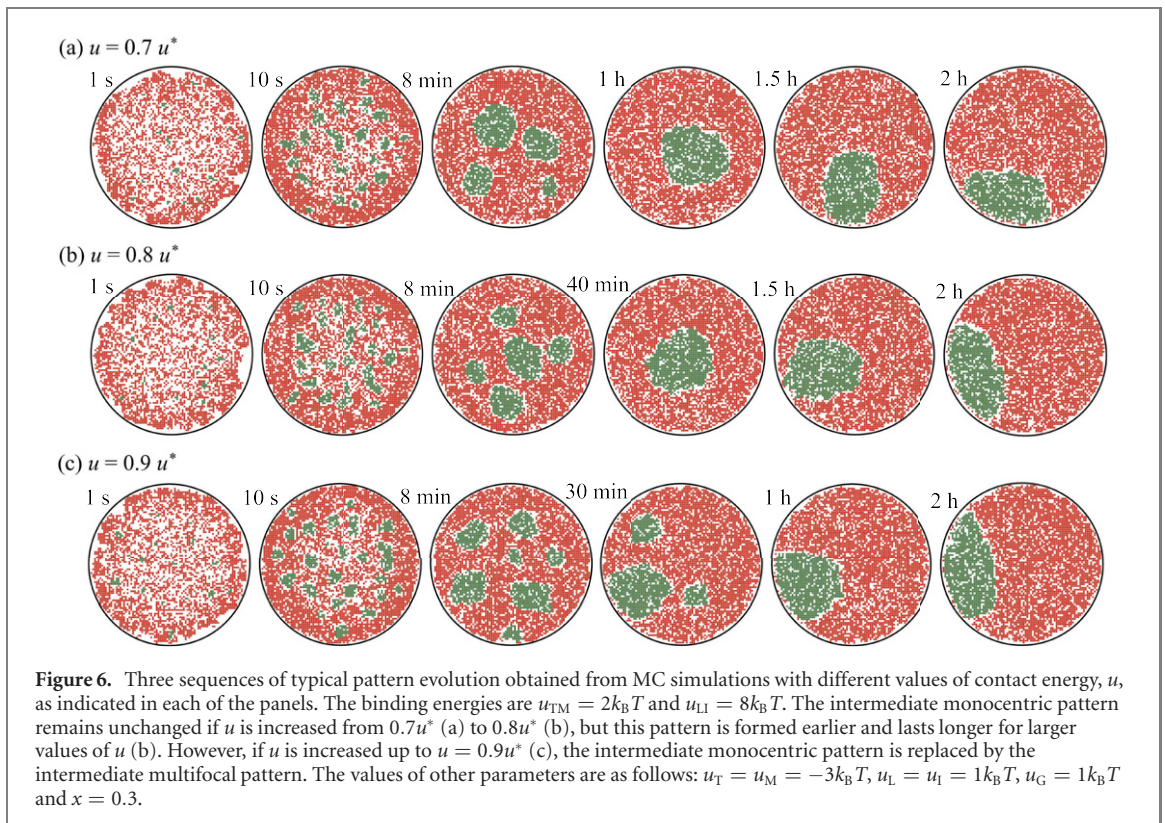 (a) u = 0.7 u*
1 s 10 s 8 min 1 h 1.5 h 2 h
(b) u = 0.8 u*
1 s 10 s 8 min 40 min 1.5 h 2 h
(c) u = 0.9 u*
1 s 10 s 8 min 30 min 1 h 2 h
Figure 6. Three sequences of typical pattern evolution obtained from MC simulations with different values of contact energy, u,
as indicated in each of the panels. The binding energies are u_TM = 2k_BT and u_LI = 8k_BT. The intermediate monocentric pattern
remains unchanged if u is increased from 0.7u* (a) to 0.8u* (b), but this pattern is formed earlier and lasts longer for larger
values of u (b). However, if u is increased up to u = 0.9u* (c), the intermediate monocentric pattern is replaced by the
intermediate multifocal pattern. The values of other parameters are as follows: u_T = u_M = −3k_BT, u_L = u_I = 1k_BT, u_G = 1k_BT
and x = 0.3.